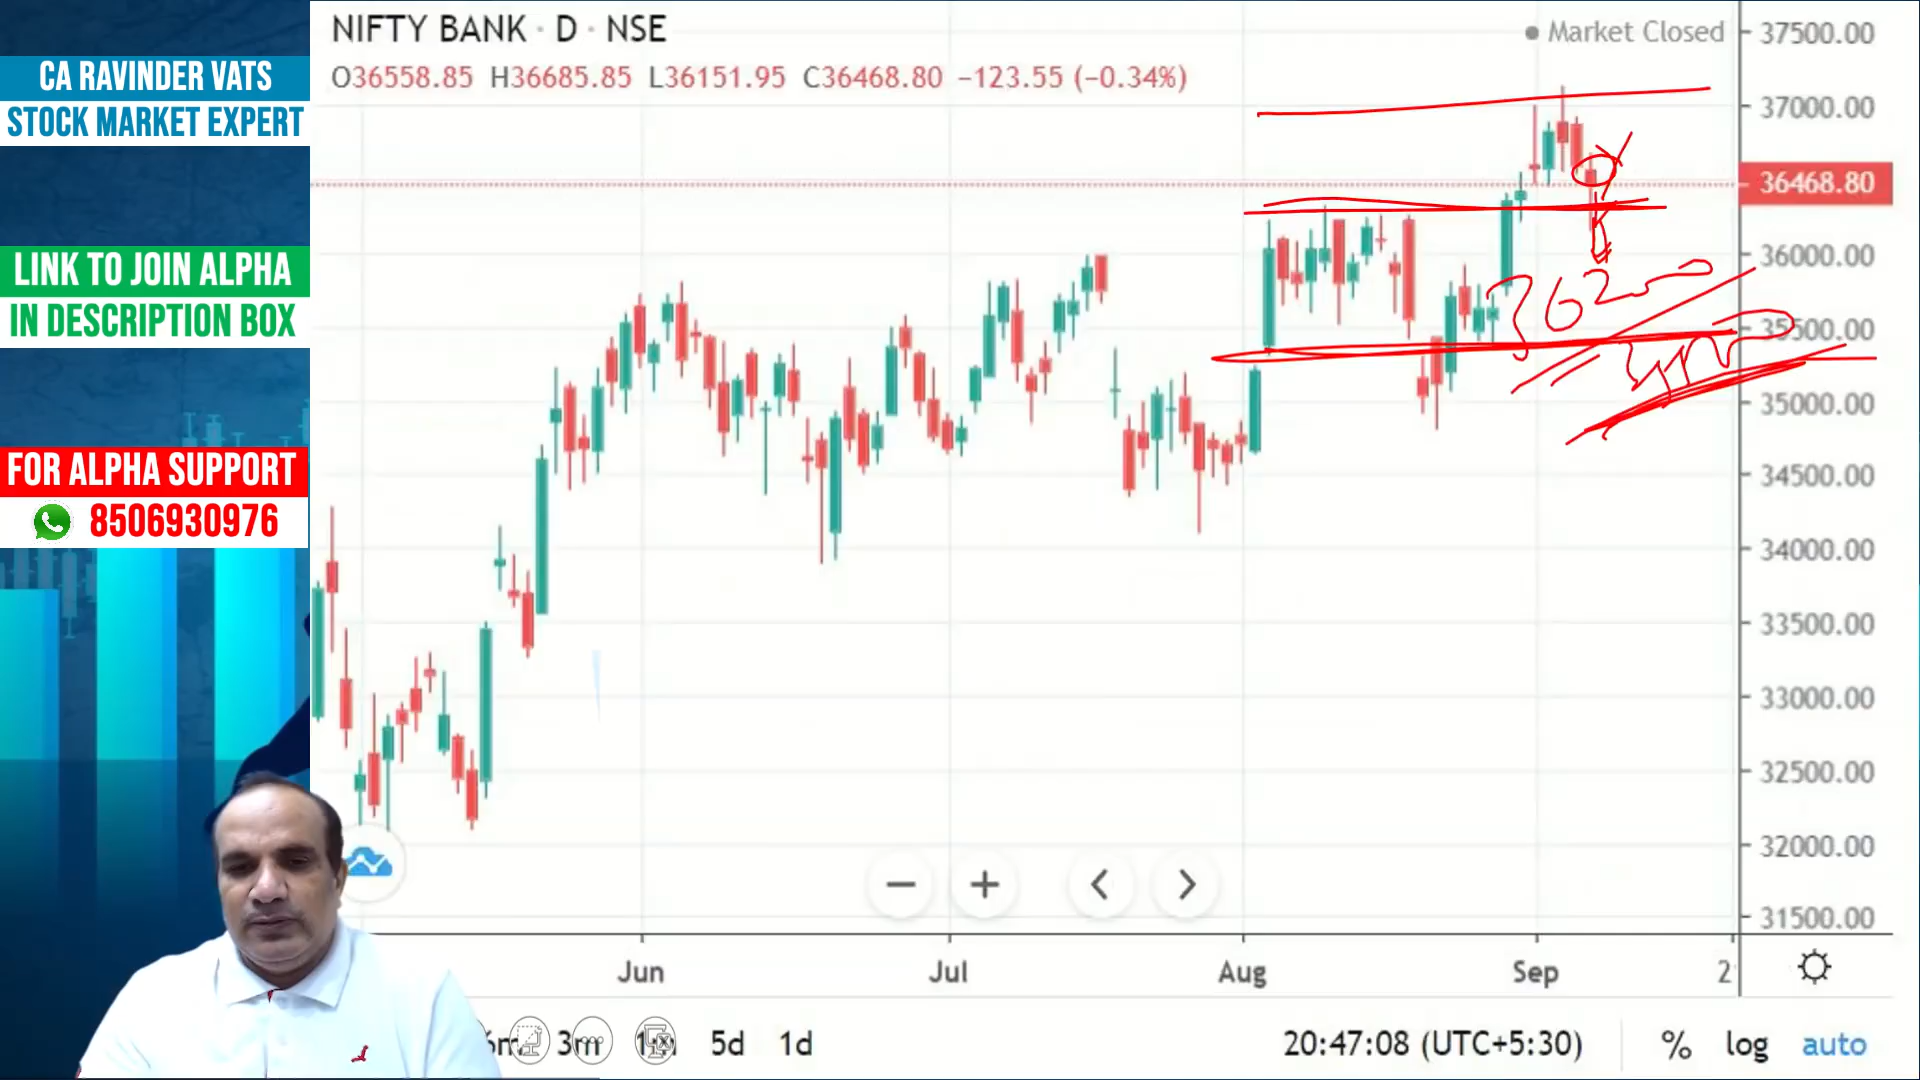 CA RAVINDER VATS
STOCK MARKET EXPERT
LINK TO JOIN ALPHA
IN DESCRIPTION BOX
FOR ALPHA SUPPORT
8506930976
NIFTY BANK · D · NSE
Market Closed
O36558.85 H36685.85 L36151.95 C36468.80 −123.55 (−0.34%)
37500.00
37000.00
36468.80
36000.00
35500.00
35000.00
34500.00
34000.00
33500.00
33000.00
32500.00
32000.00
31500.00
36200
Jun Jul Aug Sep
3m 5d 1d
20:47:08 (UTC+5:30) % log auto